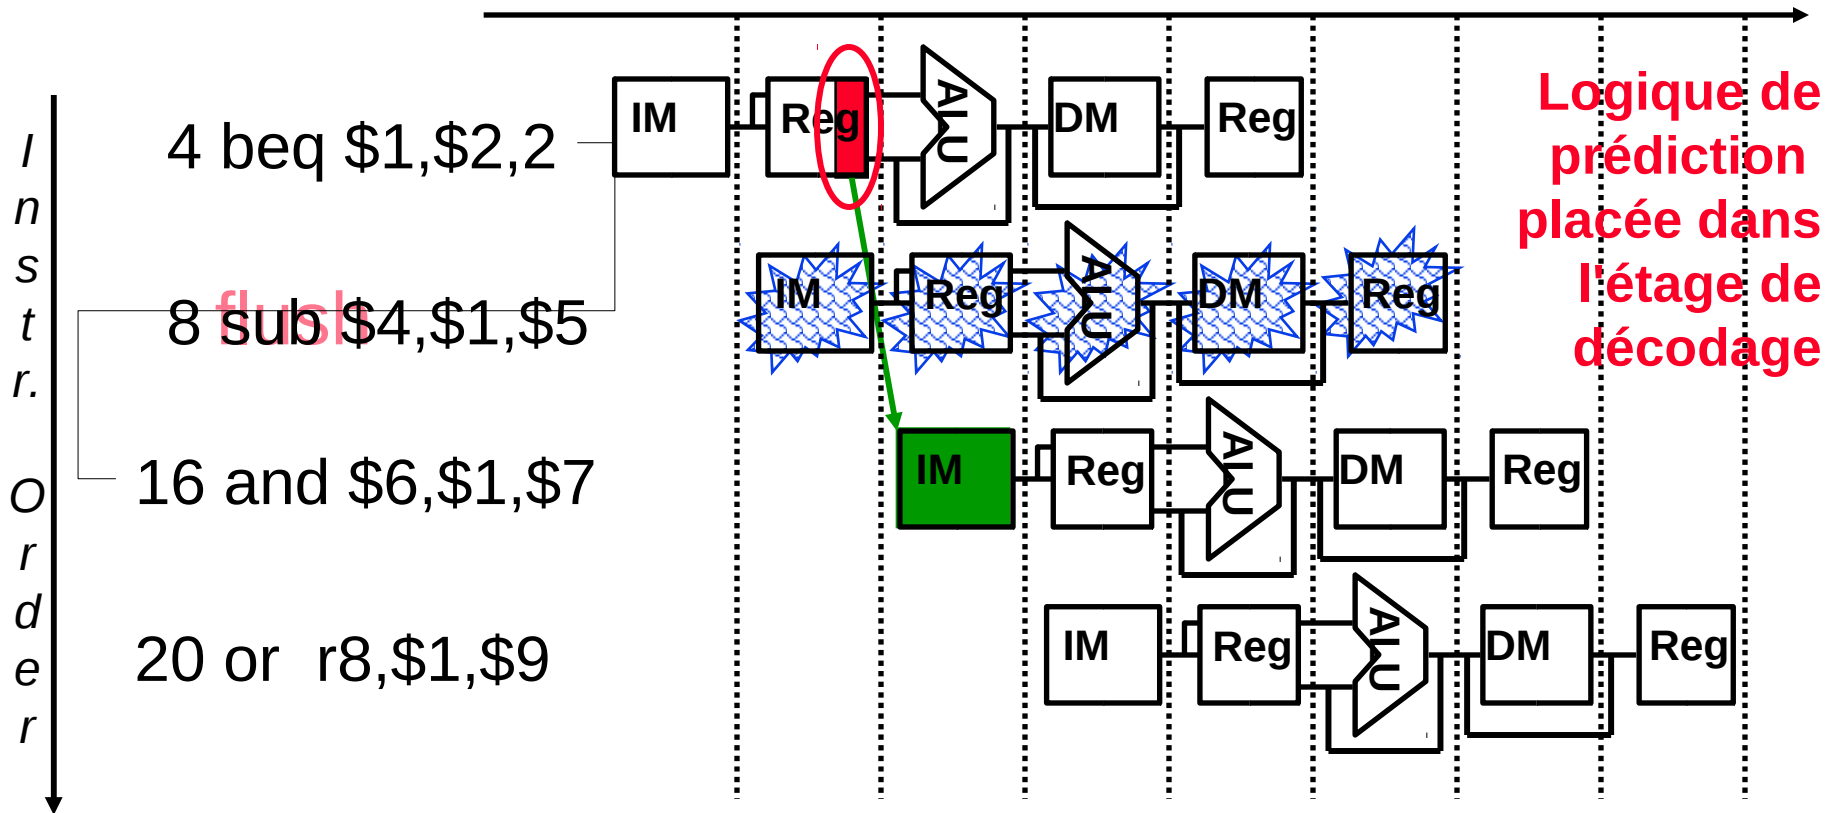 Instr. Order
4 beq $1,$2,2
IM
Reg
ALU
DM
Reg
Logique de
prédiction
placée dans
l'étage de
décodage
flush
8 sub $4,$1,$5
IM
Reg
ALU
DM
Reg
16 and $6,$1,$7
IM
Reg
ALU
DM
Reg
20 or r8,$1,$9
IM
Reg
ALU
DM
Reg